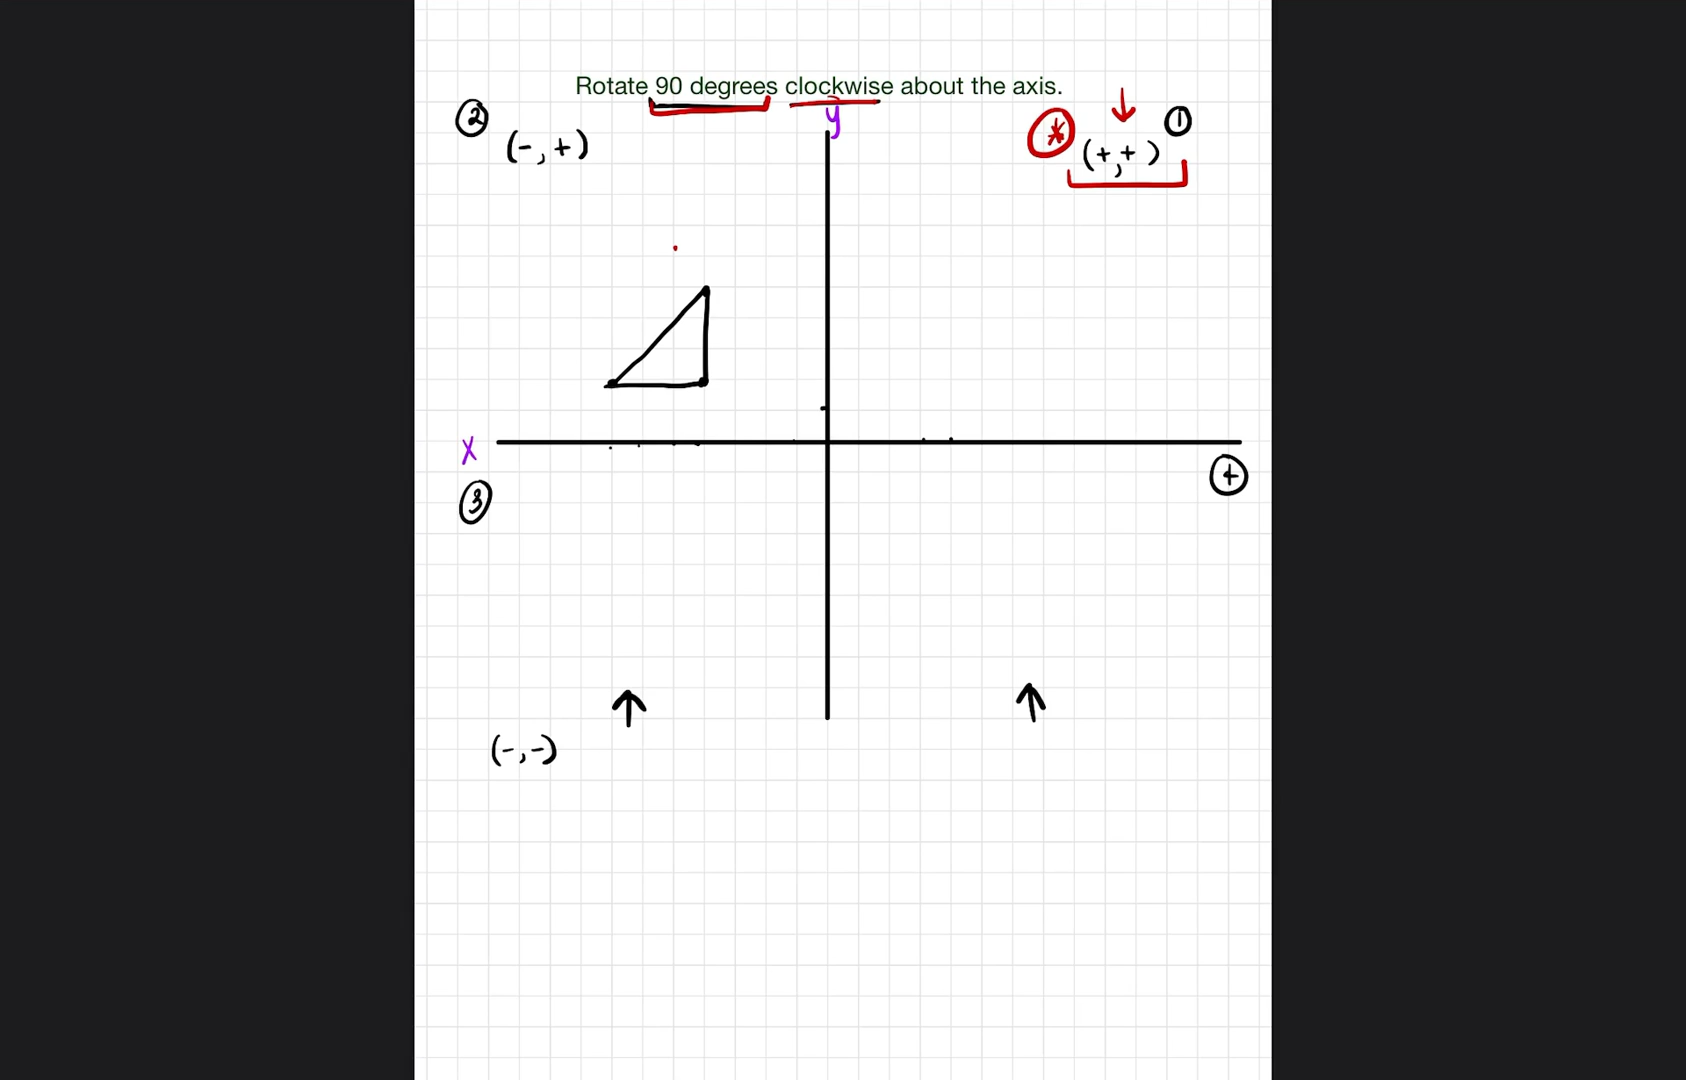 Rotate 90 degrees clockwise about the axis.
② (-,+)
y
* (+,+) ①
x
③
④
(-,-)